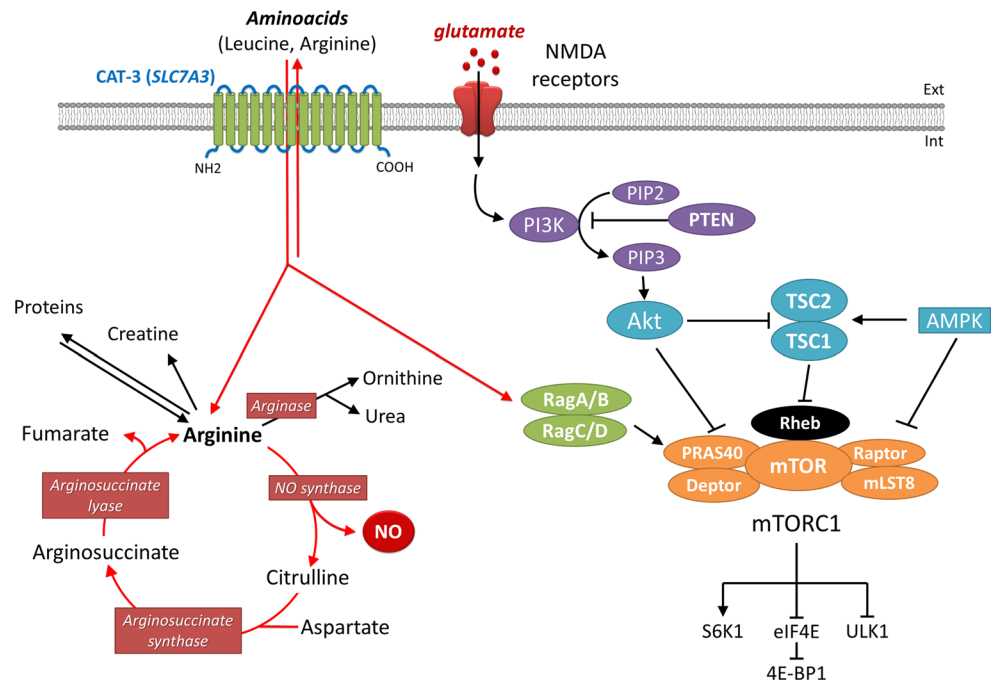 Aminoacids
(Leucine, Arginine)
glutamate
NMDA
receptors
CAT-3 (SLC7A3)
Ext
Int
NH2
COOH
PIP2
PI3K
PTEN
PIP3
Akt
TSC2
TSC1
AMPK
Proteins
Creatine
Ornithine
Arginase
Urea
Arginine
Fumarate
RagA/B
RagC/D
Rheb
PRAS40
mTOR
Raptor
Deptor
mLST8
mTORC1
Arginosuccinate
lyase
NO synthase
NO
Arginosuccinate
Citrulline
Arginosuccinate
synthase
Aspartate
S6K1
eIF4E
ULK1
4E-BP1